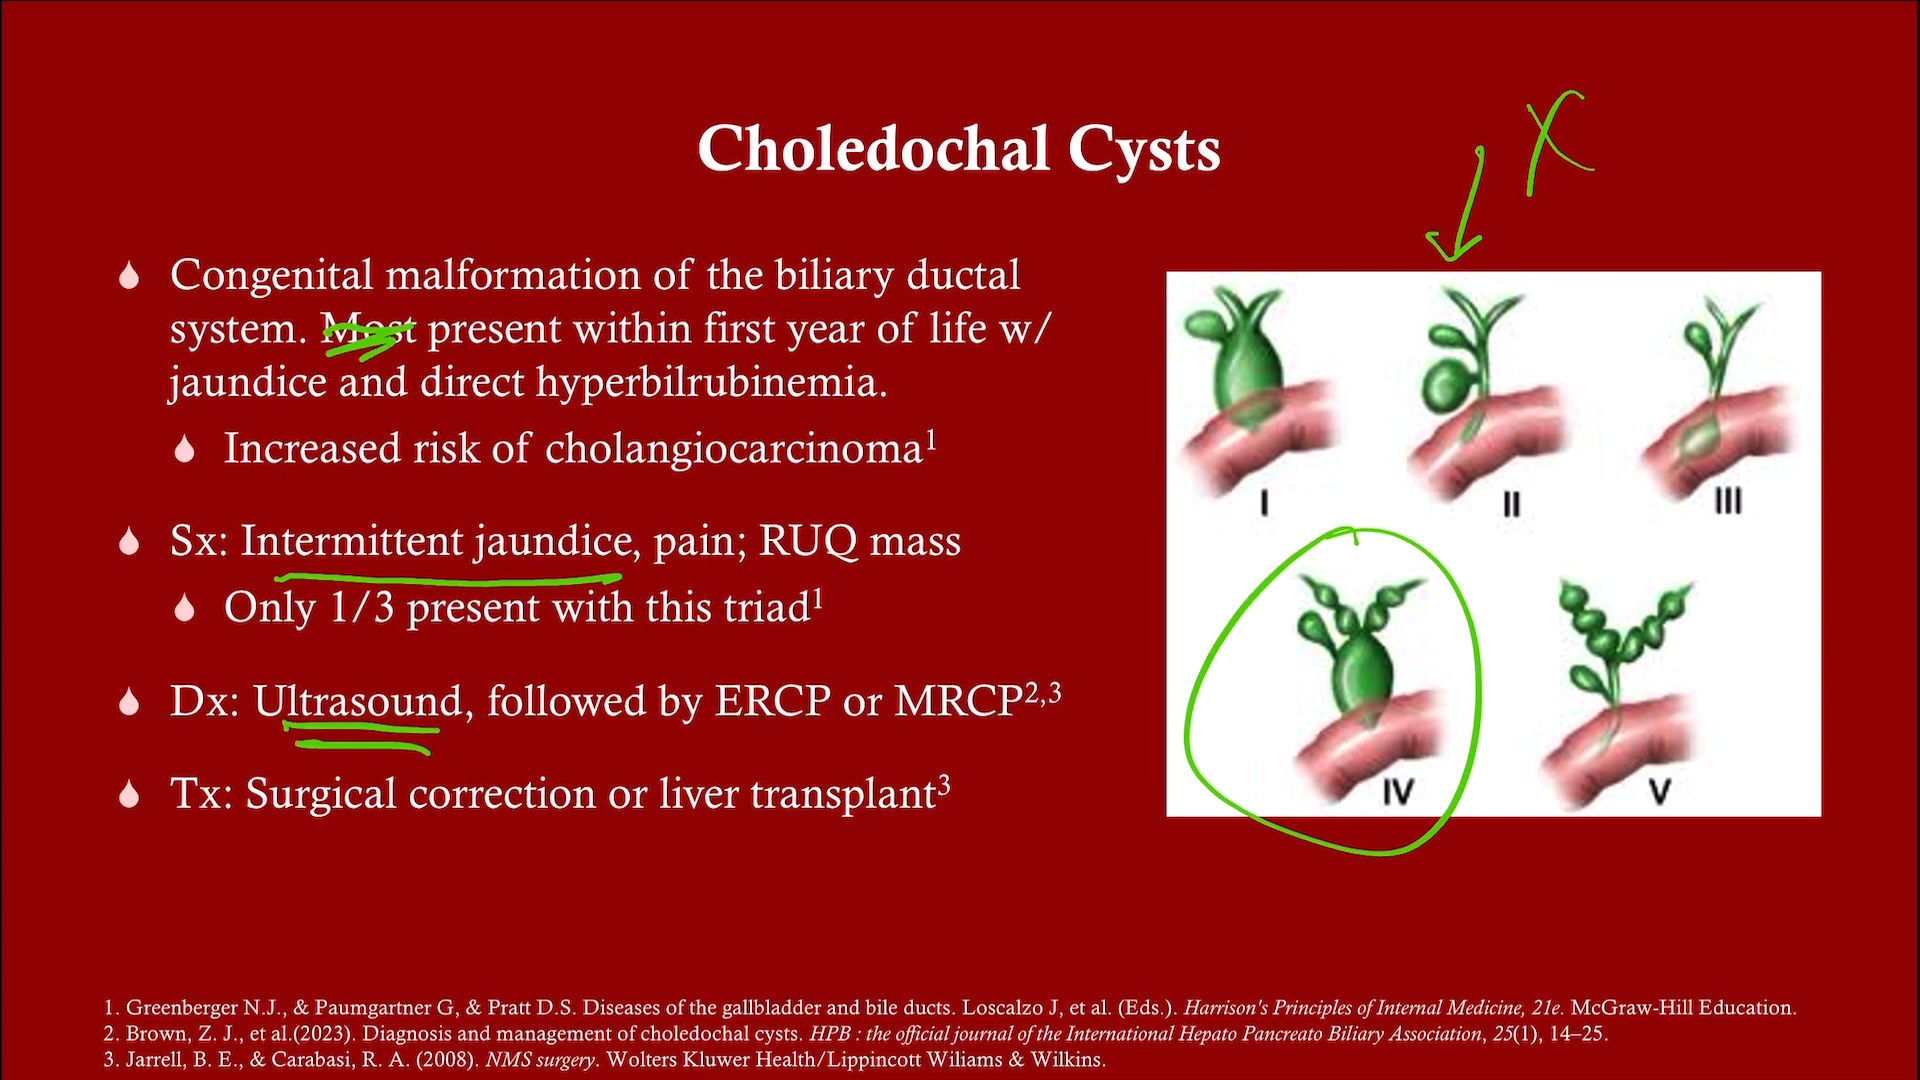 Choledochal Cysts
X
Congenital malformation of the biliary ductal
system. Most present within first year of life w/
jaundice and direct hyperbilrubinemia.
Increased risk of cholangiocarcinoma1
Sx: Intermittent jaundice, pain; RUQ mass
Only 1/3 present with this triad1
Dx: Ultrasound, followed by ERCP or MRCP2,3
Tx: Surgical correction or liver transplant3
I
II
III
IV
V
1. Greenberger N.J., & Paumgartner G, & Pratt D.S. Diseases of the gallbladder and bile ducts. Loscalzo J, et al. (Eds.). Harrison's Principles of Internal Medicine, 21e. McGraw-Hill Education.
2. Brown, Z. J., et al.(2023). Diagnosis and management of choledochal cysts. HPB : the official journal of the International Hepato Pancreato Biliary Association, 25(1), 14–25.
3. Jarrell, B. E., & Carabasi, R. A. (2008). NMS surgery. Wolters Kluwer Health/Lippincott Wiliams & Wilkins.